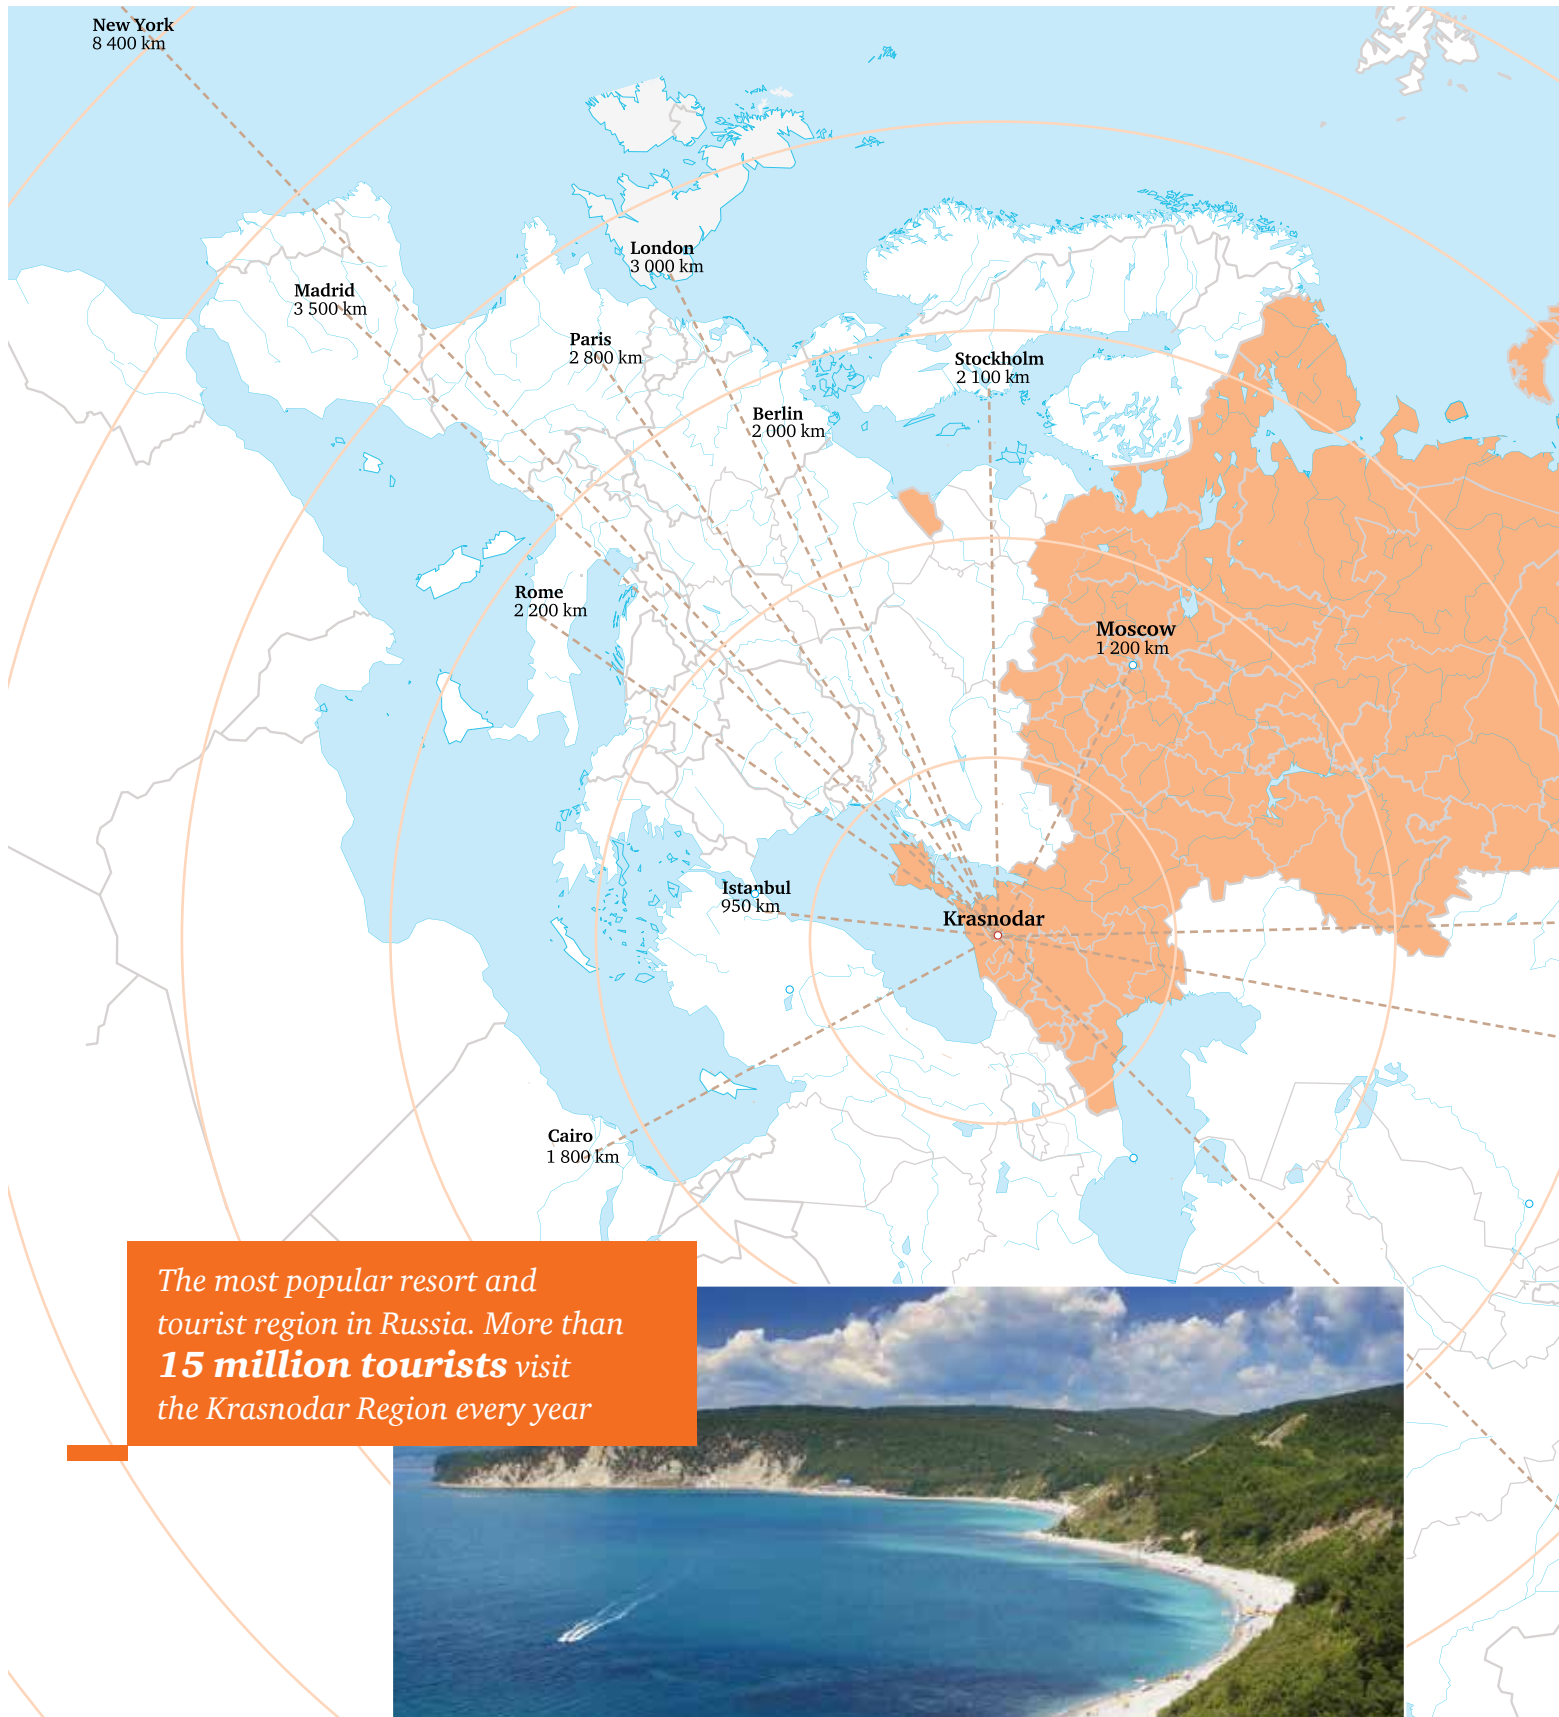 New York
8 400 km
London
3 000 km
Madrid
3 500 km
Paris
2 800 km
Stockholm
2 100 km
Berlin
2 000 km
Rome
2 200 km
Moscow
1 200 km
Istanbul
950 km
Krasnodar
Cairo
1 800 km
The most popular resort and
tourist region in Russia. More than
15 million tourists visit
the Krasnodar Region every year